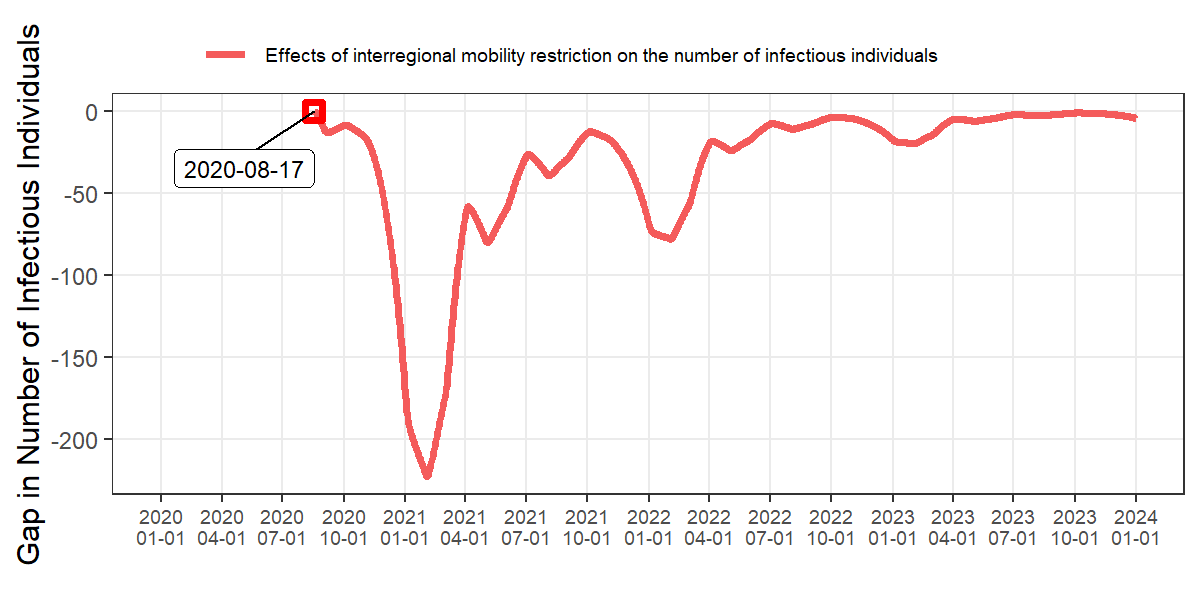 Effects of interregional mobility restriction on the number of infectious individuals
Gap in Number of Infectious Individuals
0
-50
-100
-150
-200
2020-08-17
2020 2020 2020 2020 2021 2021 2021 2021 2022 2022 2022 2022 2023 2023 2023 2023 2024
01-01 04-01 07-01 10-01 01-01 04-01 07-01 10-01 01-01 04-01 07-01 10-01 01-01 04-01 07-01 10-01 01-01